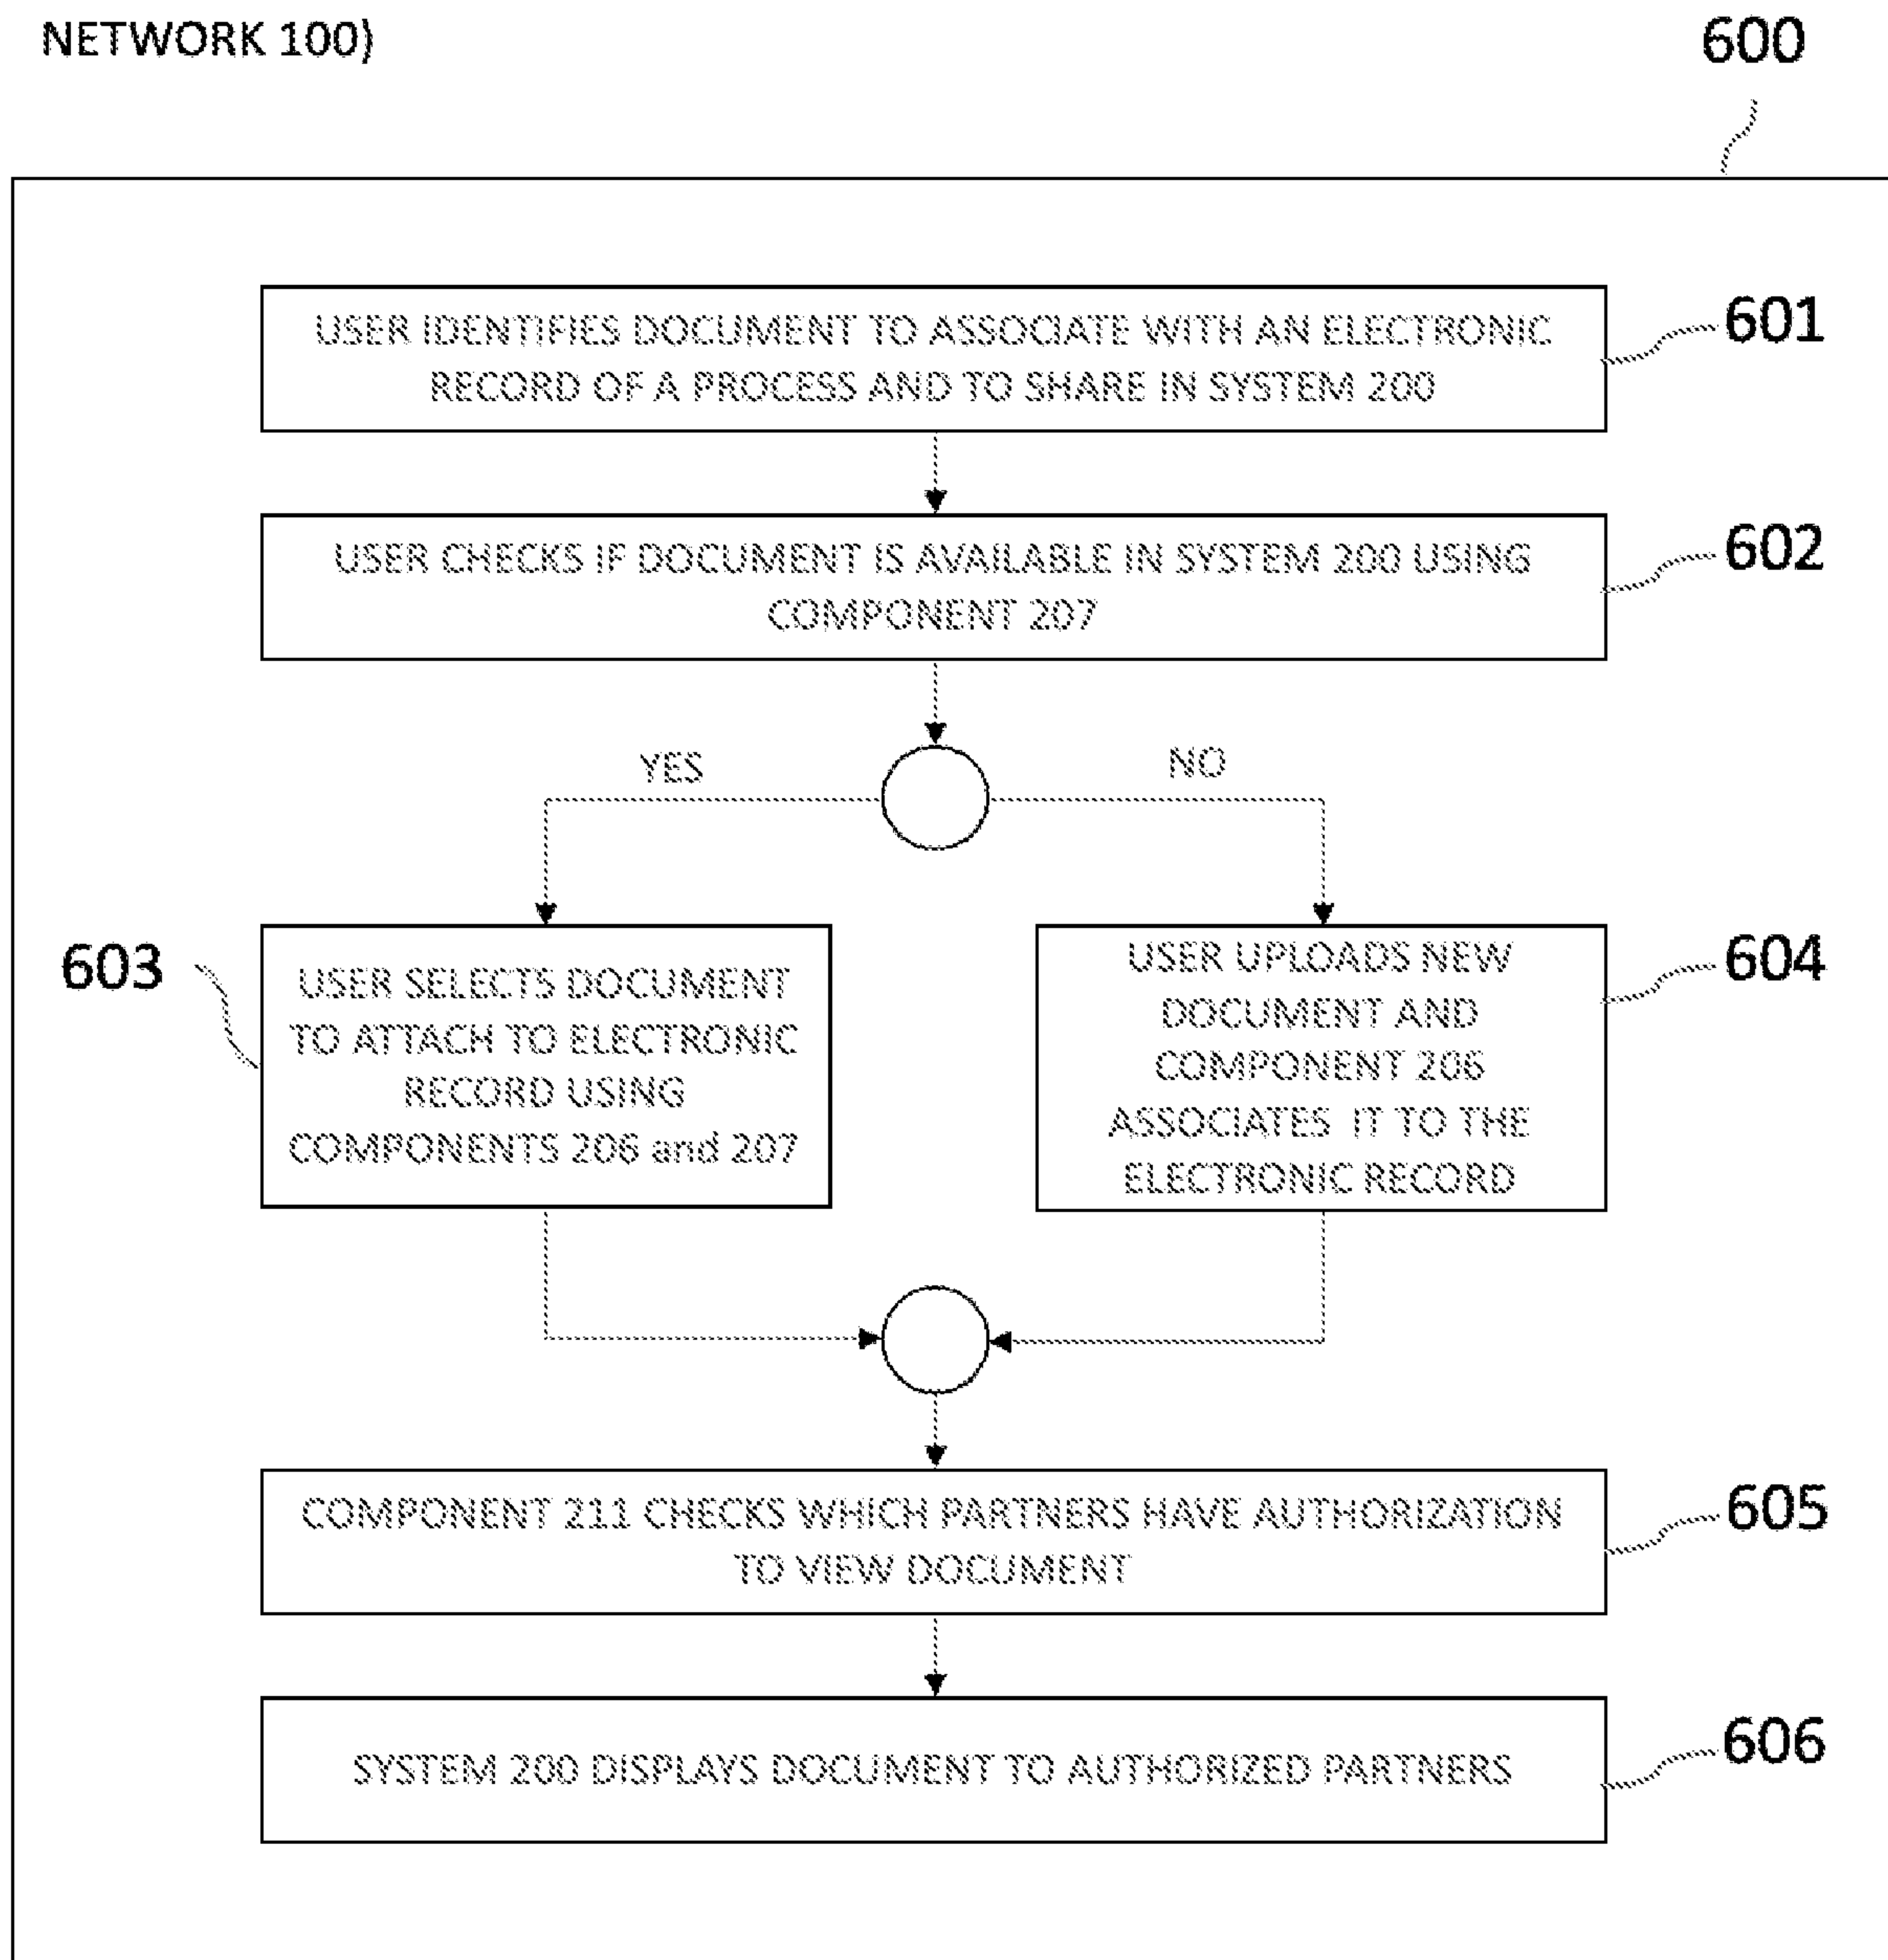 NETWORK 100)
600
USER IDENTIFIES DOCUMENT TO ASSOCIATE WITH AN ELECTRONIC
RECORD OF A PROCESS AND TO SHARE IN SYSTEM 200
601
USER CHECKS IF DOCUMENT IS AVAILABLE IN SYSTEM 200 USING
COMPONENT 207
602
YES
NO
603
USER SELECTS DOCUMENT
TO ATTACH TO ELECTRONIC
RECORD USING
COMPONENTS 206 and 207
USER UPLOADS NEW
DOCUMENT AND
COMPONENT 206
ASSOCIATES IT TO THE
ELECTRONIC RECORD
604
COMPONENT 211 CHECKS WHICH PARTNERS HAVE AUTHORIZATION
TO VIEW DOCUMENT
605
SYSTEM 200 DISPLAYS DOCUMENT TO AUTHORIZED PARTNERS
606